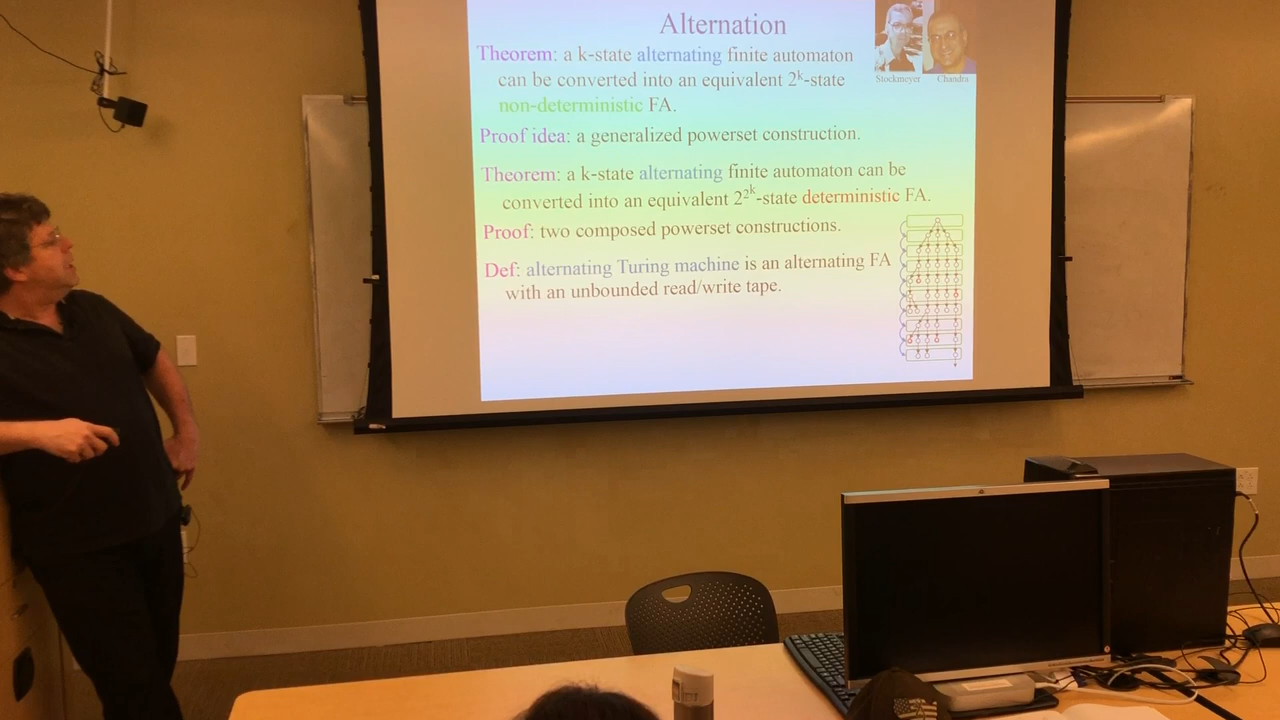 Alternation
Stockmeyer Chandra
Theorem: a k-state alternating finite automaton
can be converted into an equivalent 2^k-state
non-deterministic FA.
Proof idea: a generalized powerset construction.
Theorem: a k-state alternating finite automaton can be
converted into an equivalent 2^2^k-state deterministic FA.
Proof: two composed powerset constructions.
Def: alternating Turing machine is an alternating FA
with an unbounded read/write tape.